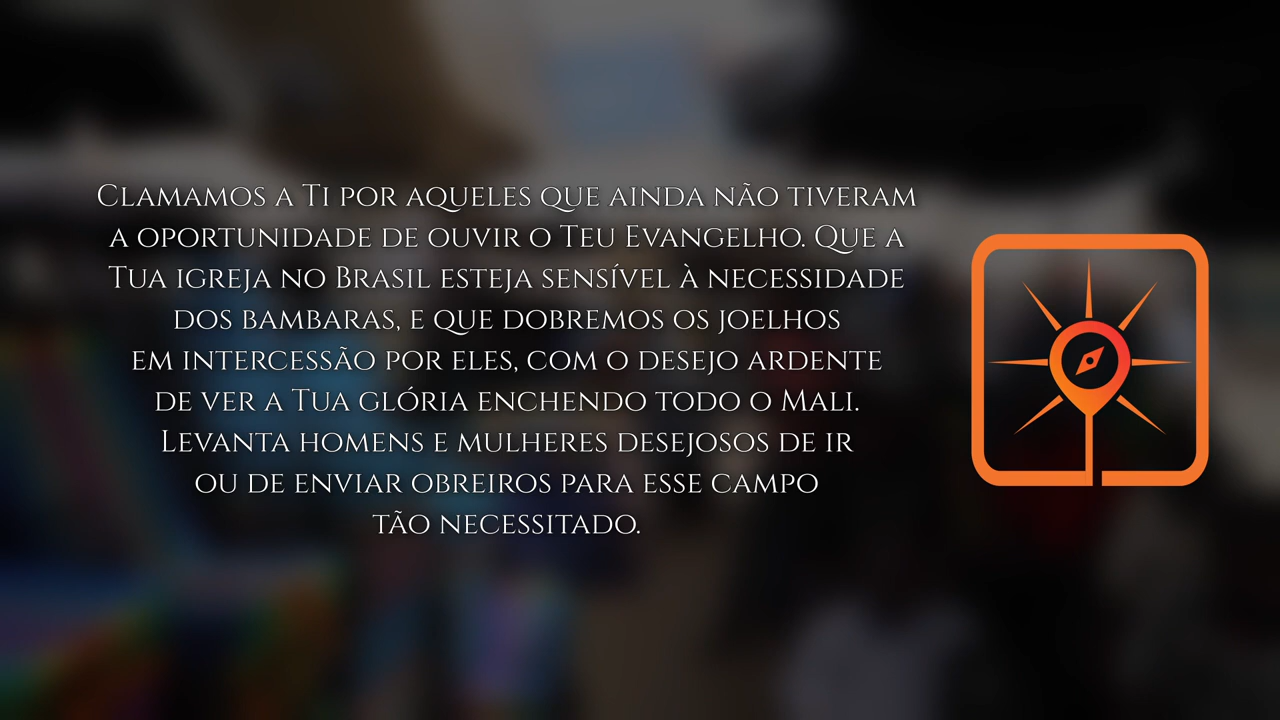 Clamamos a Ti por aqueles que ainda não tiveram
a oportunidade de ouvir o Teu Evangelho. Que a
Tua igreja no Brasil esteja sensível à necessidade
dos bambaras, e que dobremos os joelhos
em intercessão por eles, com o desejo ardente
de ver a Tua glória enchendo todo o Mali.
Levanta homens e mulheres desejosos de ir
ou de enviar obreiros para esse campo
tão necessitado.